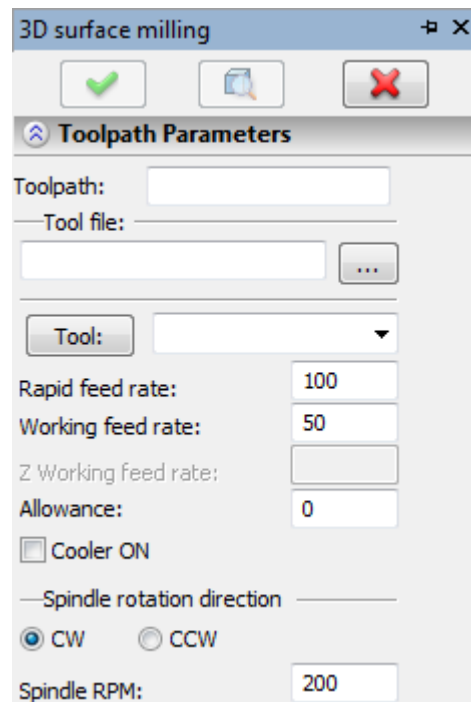 3D surface milling
Toolpath Parameters
Toolpath:
Tool file:
...
Tool:
Rapid feed rate: 100
Working feed rate: 50
Z Working feed rate:
Allowance: 0
Cooler ON
Spindle rotation direction
CW CCW
Spindle RPM: 200